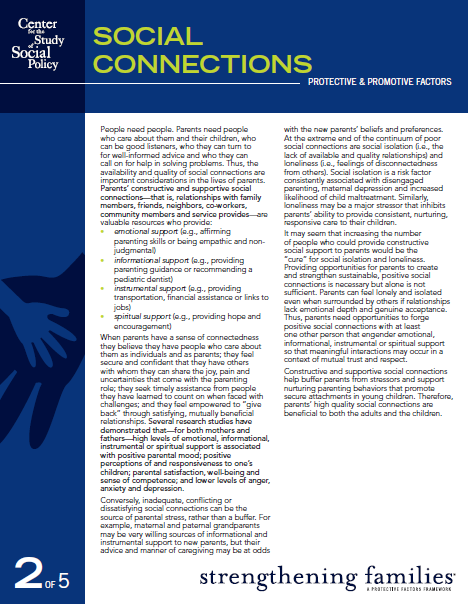 Center
for the
Study
of
Social
Policy
SOCIAL
CONNECTIONS
PROTECTIVE & PROMOTIVE FACTORS
People need people. Parents need people
who care about them and their children, who
can be good listeners, who they can turn to
for well-informed advice and who they can
call on for help in solving problems. Thus, the
availability and quality of social connections are
important considerations in the lives of parents.
Parents' constructive and supportive social
connections—that is, relationships with family
members, friends, neighbors, co-workers,
community members and service provides—are
valuable resources who provide:
• emotional support (e.g., affirming
parenting skills or being empathic and non-
judgmental)
• informational support (e.g., providing
parenting guidance or recommending a
pediatric dentist)
• instrumental support (e.g., providing
transportation, financial assistance or links to
jobs)
• spiritual support (e.g., providing hope and
encouragement)
When parents have a sense of connectedness
they believe they have people who care about
them as individuals and as parents; they feel
secure and confident that they have others
with whom they can share the joy, pain and
uncertainties that come with the parenting
role; they seek timely assistance from people
they have learned to count on when faced with
challenges; and they feel empowered to "give
back" through satisfying, mutually beneficial
relationships. Several research studies have
demonstrated that—for both mothers and
fathers—high levels of emotional, informational,
instrumental or spiritual support is associated
with positive parental mood; positive
perceptions of and responsiveness to one's
children; parental satisfaction, well-being and
sense of competence; and lower levels of anger,
anxiety and depression.
Conversely, inadequate, conflicting or
dissatisfying social connections can be the
source of parental stress, rather than a buffer. For
example, maternal and paternal grandparents
may be very willing sources of informational and
instrumental support to new parents, but their
advice and manner of caregiving may be at odds
with the new parents' beliefs and preferences.
At the extreme end of the continuum of poor
social connections are social isolation (i.e., the
lack of available and quality relationships) and
loneliness (i.e., feelings of disconnectedness
from others). Social isolation is a risk factor
consistently associated with disengaged
parenting, maternal depression and increased
likelihood of child maltreatment. Similarly,
loneliness may be a major stressor that inhibits
parents' ability to provide consistent, nurturing,
responsive care to their children.
It may seem that increasing the number
of people who could provide constructive
social support to parents would be the
"cure" for social isolation and loneliness.
Providing opportunities for parents to create
and strengthen sustainable, positive social
connections is necessary but alone is not
sufficient. Parents can feel lonely and isolated
even when surrounded by others if relationships
lack emotional depth and genuine acceptance.
Thus, parents need opportunities to forge
positive social connections with at least
one other person that engender emotional,
informational, instrumental or spiritual support
so that meaningful interactions may occur in a
context of mutual trust and respect.
Constructive and supportive social connections
help buffer parents from stressors and support
nurturing parenting behaviors that promote
secure attachments in young children. Therefore,
parents' high quality social connections are
beneficial to both the adults and the children.
2 OF 5
strengthening families
A PROTECTIVE FACTORS FRAMEWORK